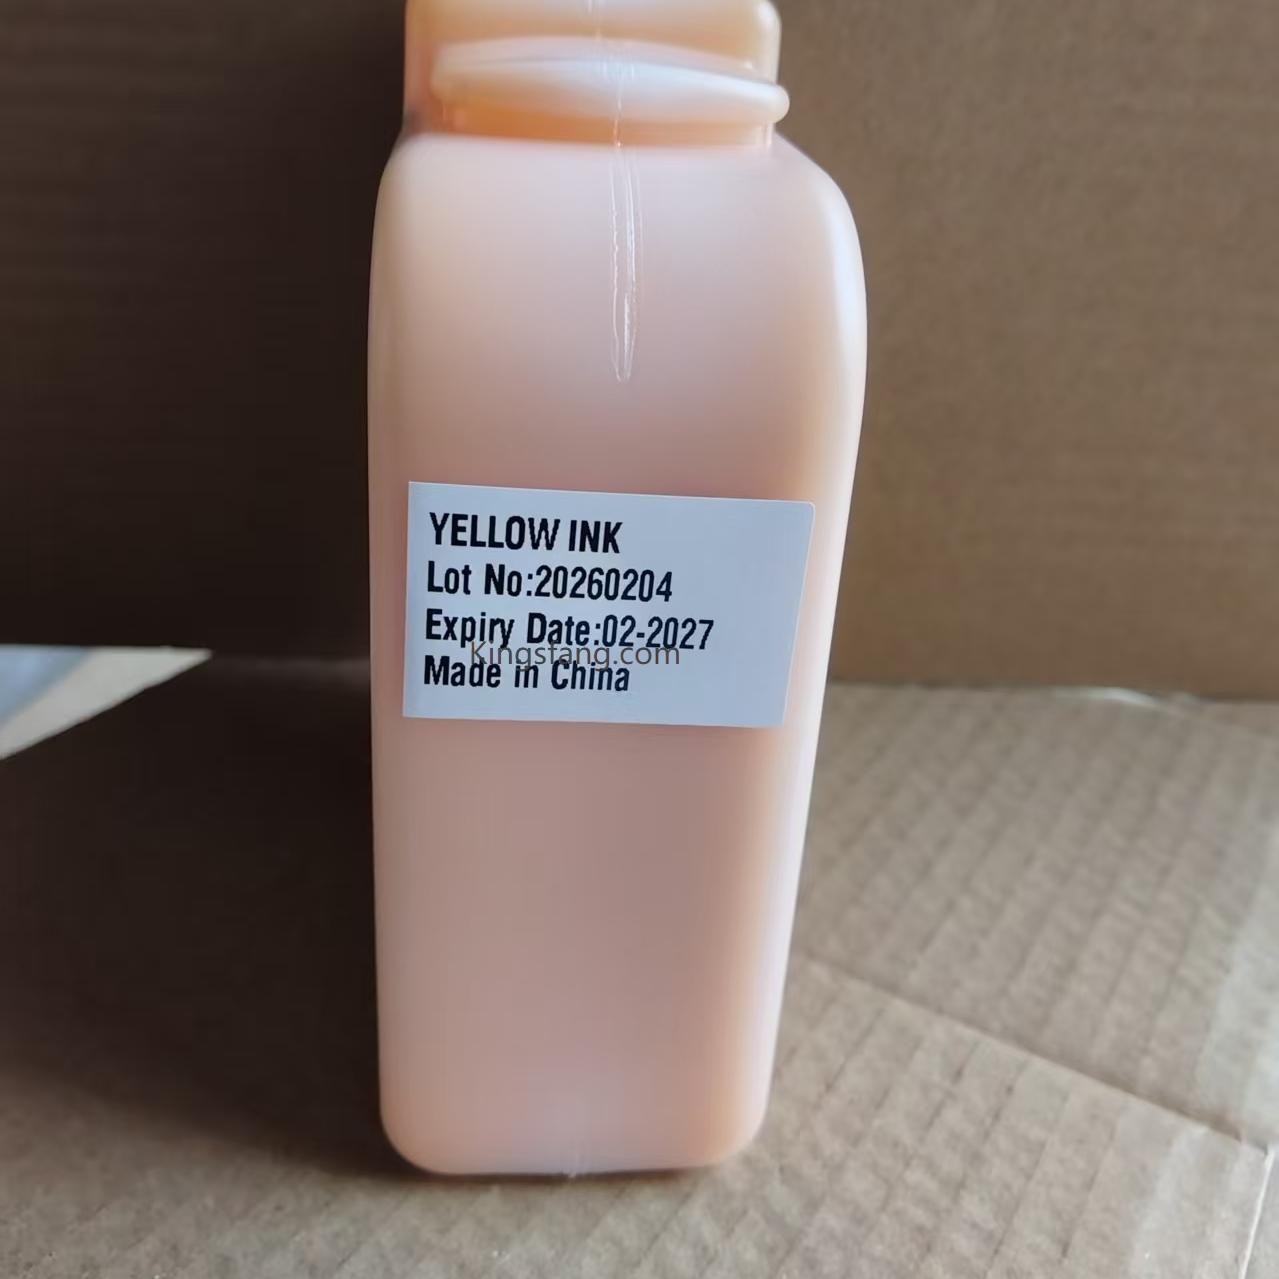 YELLOW INK
Lot No:20260204
Expiry Date:02-2027
Kingsfang.com
Made in China